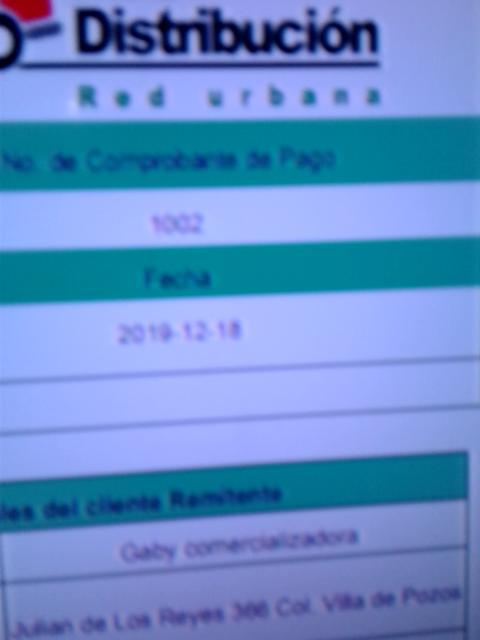 Distribución
Red urbana
No. de Comprobante de Pago
1002
Fecha
2019-12-18
les del cliente Remitente
Gaby comercializadora
Julian de Los Reyes 366 Col. Villa de Pozos